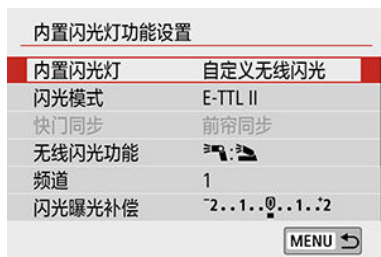 内置闪光灯功能设置
内置闪光灯 自定义无线闪光
闪光模式 E-TTL II
快门同步 前帘同步
无线闪光功能 :
频道 1
闪光曝光补偿 -2..1..0..1..+2
MENU